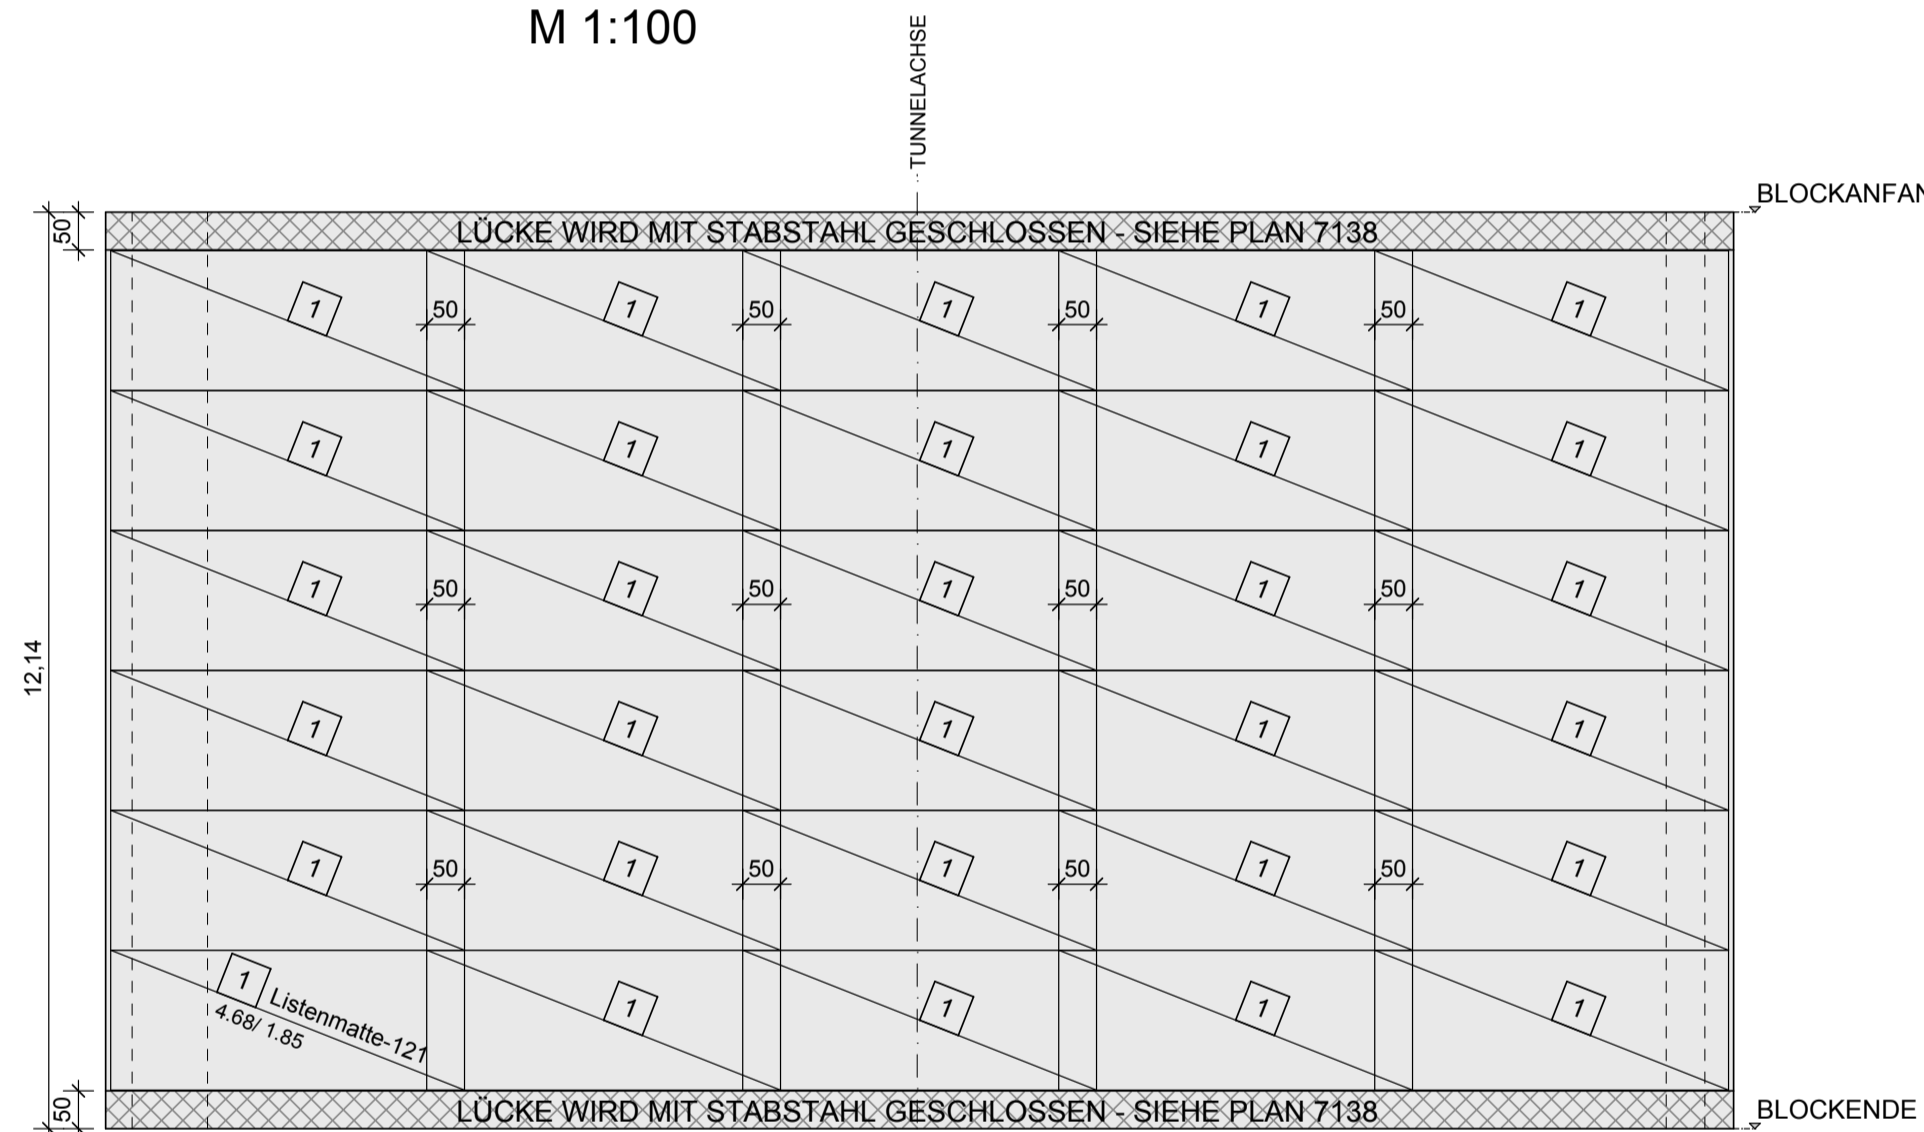 M 1:100
TUNNELACHSE
BLOCKANFAN
50
LÜCKE WIRD MIT STABSTAHL GESCHLOSSEN - SIEHE PLAN 7138
1 50 1 50 1 50 1 50 1
1 1 1 1 1
1 50 1 50 1 50 1 50 1
12,14
1 1 1 1 1
1 50 1 50 1 50 1 50 1
1 Listenmatte-121
4.68/ 1.85
1 1 1 1
50
LÜCKE WIRD MIT STABSTAHL GESCHLOSSEN - SIEHE PLAN 7138
BLOCKENDE